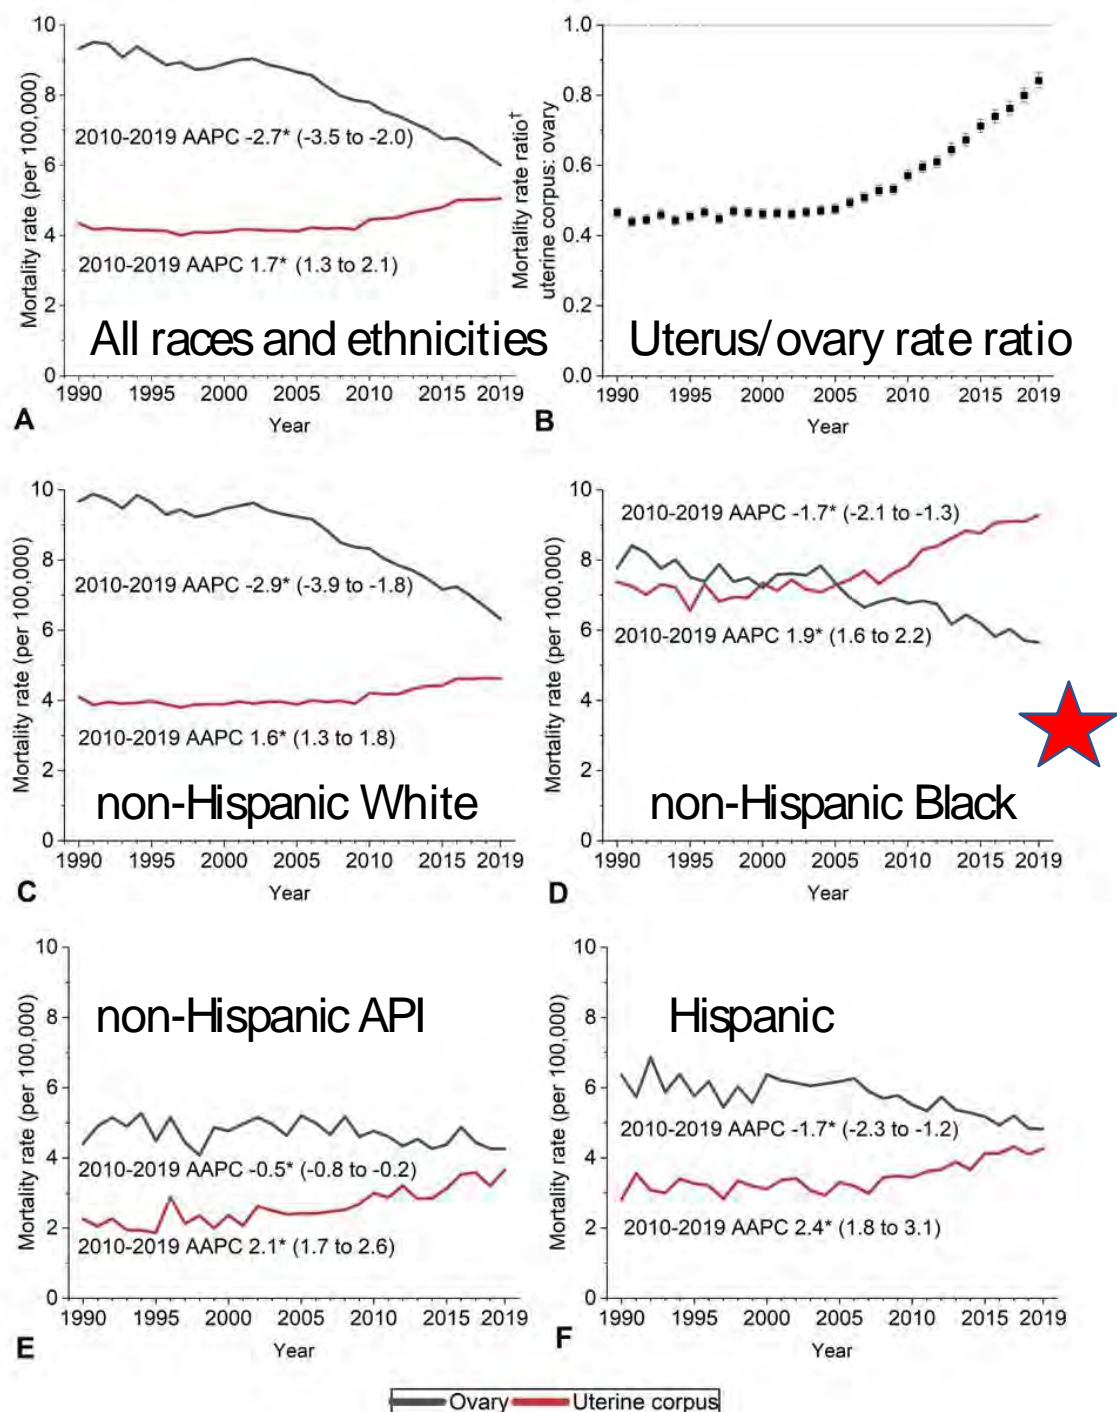 10
8
6
4
2
0
Mortality rate (per 100,000)
2010-2019 AAPC -2.7* (-3.5 to -2.0)
2010-2019 AAPC 1.7* (1.3 to 2.1)
All races and ethnicities
1990 1995 2000 2005 2010 2015 2019
A
Year
1.0
0.8
0.6
0.4
0.2
0.0
Mortality rate ratio†
uterine corpus: ovary
Uterus/ovary rate ratio
1990 1995 2000 2005 2010 2015 2019
B
Year
10
8
6
4
2
0
Mortality rate (per 100,000)
2010-2019 AAPC -2.9* (-3.9 to -1.8)
2010-2019 AAPC 1.6* (1.3 to 1.8)
non-Hispanic White
1990 1995 2000 2005 2010 2015 2019
C
Year
10
8
6
4
2
0
Mortality rate (per 100,000)
2010-2019 AAPC -1.7* (-2.1 to -1.3)
2010-2019 AAPC 1.9* (1.6 to 2.2)
non-Hispanic Black
1990 1995 2000 2005 2010 2015 2019
D
Year
10
8
6
4
2
0
Mortality rate (per 100,000)
non-Hispanic API
2010-2019 AAPC -0.5* (-0.8 to -0.2)
2010-2019 AAPC 2.1* (1.7 to 2.6)
1990 1995 2000 2005 2010 2015 2019
E
Year
10
8
6
4
2
0
Mortality rate (per 100,000)
Hispanic
2010-2019 AAPC -1.7* (-2.3 to -1.2)
2010-2019 AAPC 2.4* (1.8 to 3.1)
1990 1995 2000 2005 2010 2015 2019
F
Year
Ovary Uterine corpus